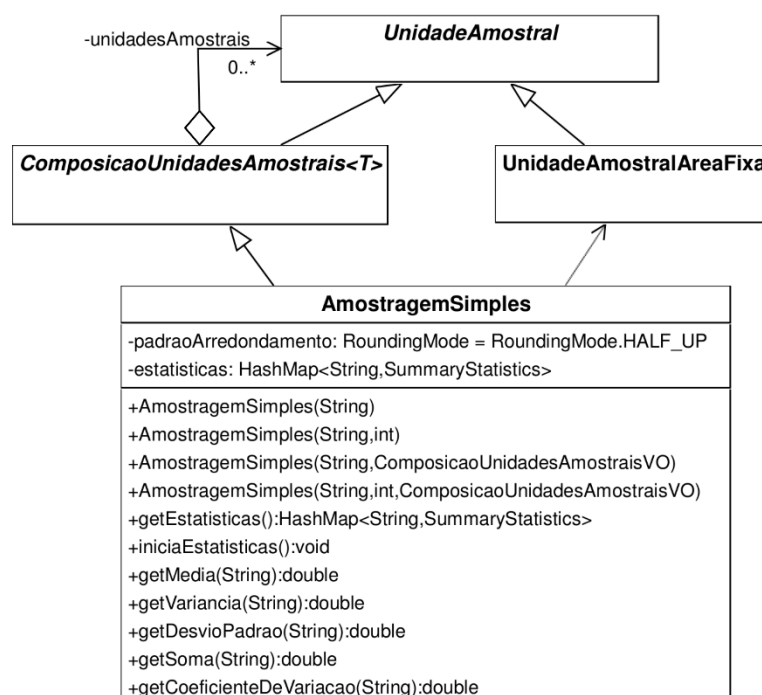 UnidadeAmostral
-unidadesAmostrais
0..*
ComposicaoUnidadesAmostrais<T>
UnidadeAmostralAreaFixa
AmostragemSimples
-padraoArredondamento: RoundingMode = RoundingMode.HALF_UP
-estatisticas: HashMap<String,SummaryStatistics>
+AmostragemSimples(String)
+AmostragemSimples(String,int)
+AmostragemSimples(String,ComposicaoUnidadesAmostraisVO)
+AmostragemSimples(String,int,ComposicaoUnidadesAmostraisVO)
+getEstatisticas():HashMap<String,SummaryStatistics>
+iniciaEstatisticas():void
+getMedia(String):double
+getVariancia(String):double
+getDesvioPadrao(String):double
+getSoma(String):double
+getCoeficienteDeVariacao(String):double